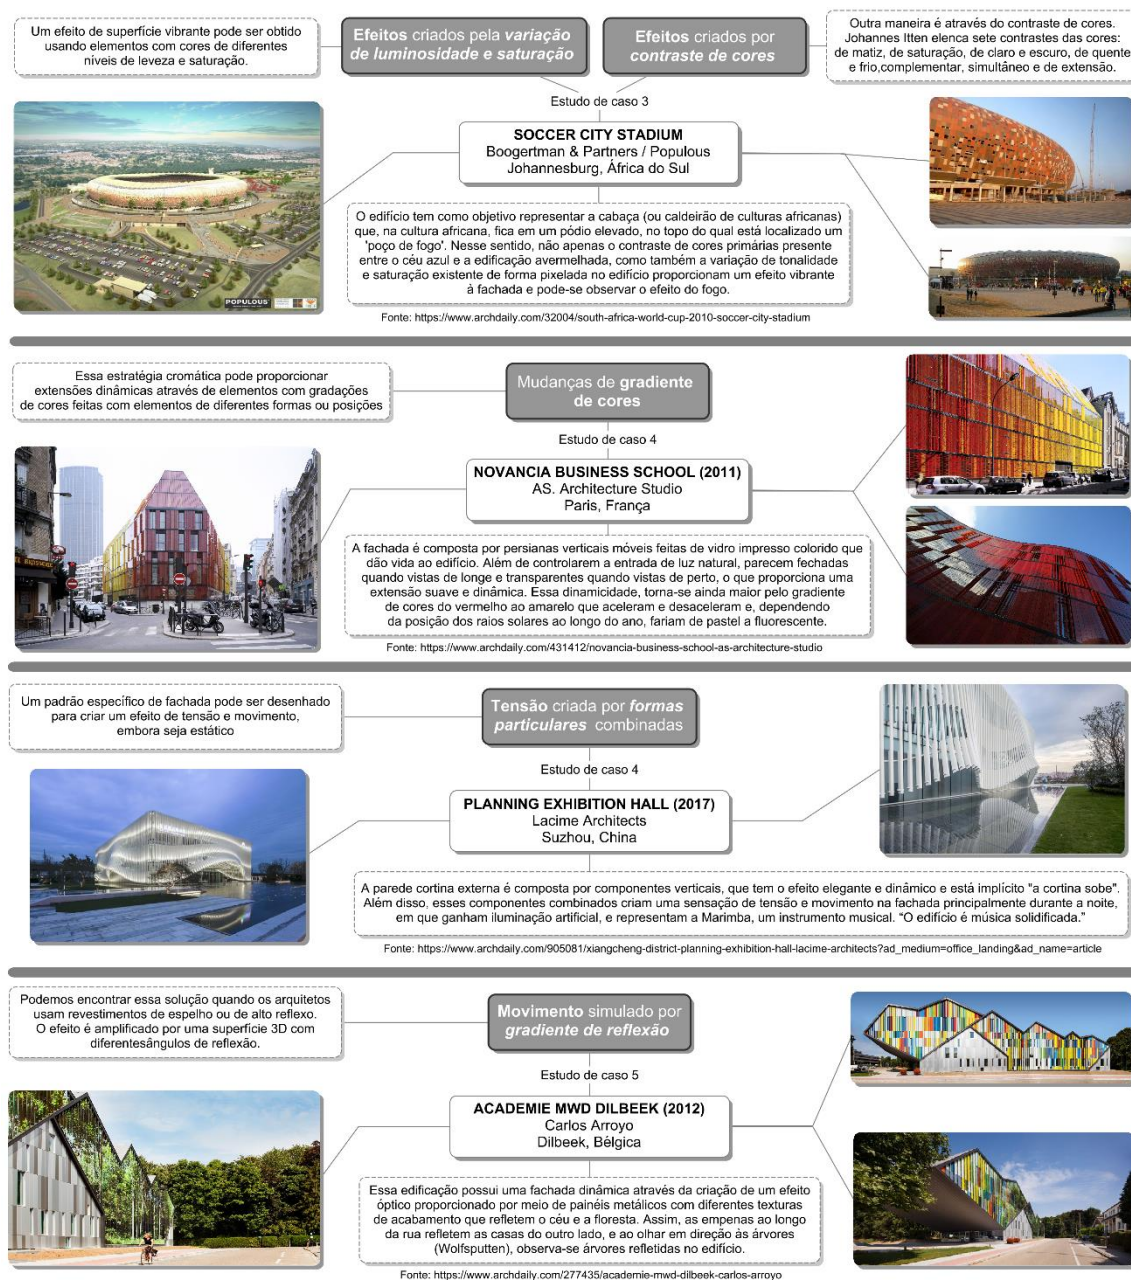 Um efeito de superfície vibrante pode ser obtido
usando elementos com cores de diferentes
níveis de leveza e saturação.
Efeitos criados pela variação
de luminosidade e saturação
Efeitos criados por
contraste de cores
Outra maneira é através do contraste de cores.
Johannes Itten elenca sete contrastes das cores:
de matiz, de saturação, de claro e escuro, de quente
e frio,complementar, simultâneo e de extensão.
Estudo de caso 3
SOCCER CITY STADIUM
Boogertman & Partners / Populous
Johannesburg, África do Sul
POPULOUS
O edifício tem como objetivo representar a cabaça (ou caldeirão de culturas africanas)
que, na cultura africana, fica em um pódio elevado, no topo do qual está localizado um
'poço de fogo'. Nesse sentido, não apenas o contraste de cores primárias presente
entre o céu azul e a edificação avermelhada, como também a variação de tonalidade
e saturação existente de forma pixelada no edifício proporcionam um efeito vibrante
à fachada e pode-se observar o efeito do fogo.
Fonte: https://www.archdaily.com/32004/south-africa-world-cup-2010-soccer-city-stadium
Essa estratégia cromática pode proporcionar
extensões dinâmicas através de elementos com gradações
de cores feitas com elementos de diferentes formas ou posições
Mudanças de gradiente
de cores
Estudo de caso 4
NOVANCIA BUSINESS SCHOOL (2011)
AS. Architecture Studio
Paris, França
A fachada é composta por persianas verticais móveis feitas de vidro impresso colorido que
dão vida ao edifício. Além de controlarem a entrada de luz natural, parecem fechadas
quando vistas de longe e transparentes quando vistas de perto, o que proporciona uma
extensão suave e dinâmica. Essa dinamicidade, torna-se ainda maior pelo gradiente
de cores do vermelho ao amarelo que aceleram e desaceleram e, dependendo
da posição dos raios solares ao longo do ano, fariam de pastel a fluorescente.
Fonte: https://www.archdaily.com/431412/novancia-business-school-as-architecture-studio
Um padrão específico de fachada pode ser desenhado
para criar um efeito de tensão e movimento,
embora seja estático
Tensão criada por formas
particulares combinadas
Estudo de caso 4
PLANNING EXHIBITION HALL (2017)
Lacime Architects
Suzhou, China
A parede cortina externa é composta por componentes verticais, que tem o efeito elegante e dinâmico e está implícito "a cortina sobe".
Além disso, esses componentes combinados criam uma sensação de tensão e movimento na fachada principalmente durante a noite,
em que ganham iluminação artificial, e representam a Marimba, um instrumento musical. “O edifício é música solidificada.”
Fonte: https://www.archdaily.com/905081/xiangcheng-district-planning-exhibition-hall-lacime-architects?ad_medium=office_landing&ad_name=article
Podemos encontrar essa solução quando os arquitetos
usam revestimentos de espelho ou de alto reflexo.
O efeito é amplificado por uma superfície 3D com
diferentesângulos de reflexão.
Movimento simulado por
gradiente de reflexão
Estudo de caso 5
ACADEMIE MWD DILBEEK (2012)
Carlos Arroyo
Dilbeek, Bélgica
Essa edificação possui uma fachada dinâmica através da criação de um efeito
óptico proporcionado por meio de painéis metálicos com diferentes texturas
de acabamento que refletem o céu e a floresta. Assim, as empenas ao longo
da rua refletem as casas do outro lado, e ao olhar em direção às árvores
(Wolfsputten), observa-se árvores refletidas no edifício.
Fonte: https://www.archdaily.com/277435/academie-mwd-dilbeek-carlos-arroyo